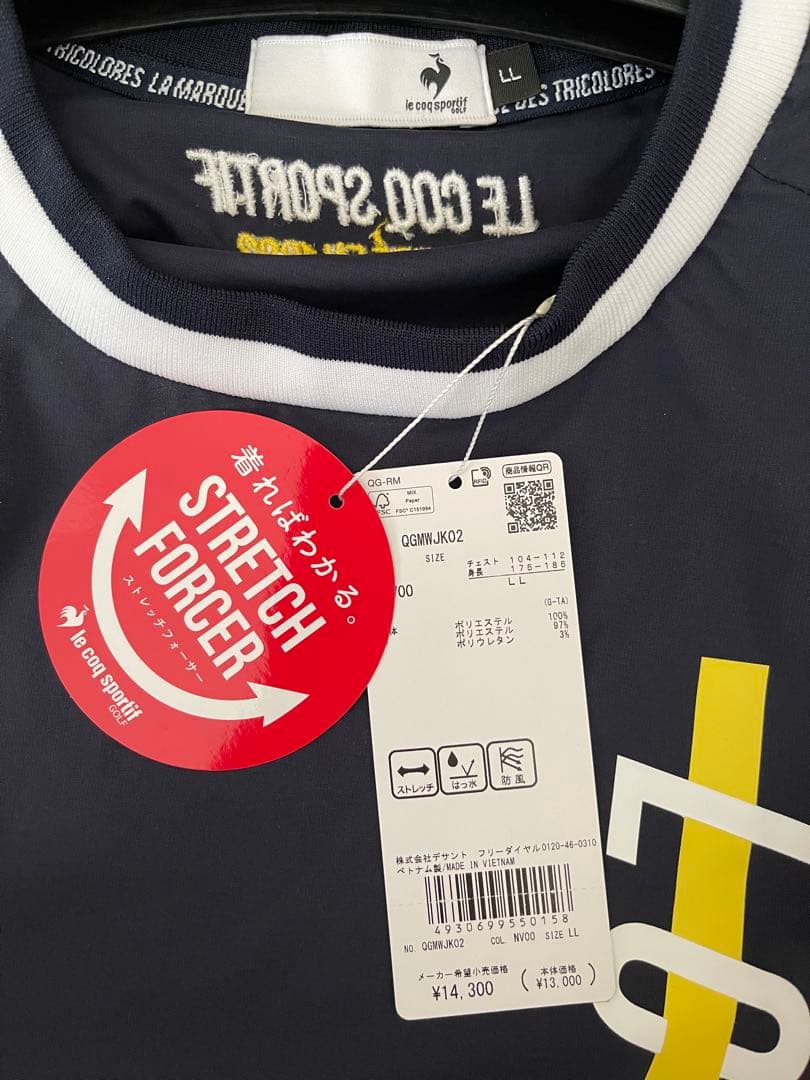 TRICOLORES LA MARQUE
le coq sportif
GOLF
LL
DES TRICOLORES
LE COQ SPORTIF
着ればわかる。
STRETCH
FORCER
ストレッチフォーサー
le coq sportif
GOLF
QG-RM
商品情報QR
RFID
FSC
MIX
Paper
FSC® C151994
QGMWJK02
SIZE
チェスト 104-112
身長 175-185
LL
(G-TA)
ポリエステル 100%
ポリエステル 97%
ポリウレタン 3%
ストレッチ
はっ水
防風
株式会社デサント フリーダイヤル0120-46-0310
ベトナム製/MADE IN VIETNAM
4930699550158
NO. QGMWJK02 COL. NV00 SIZE LL
メーカー希望小売価格
¥14,300
(本体価格
¥13,000)